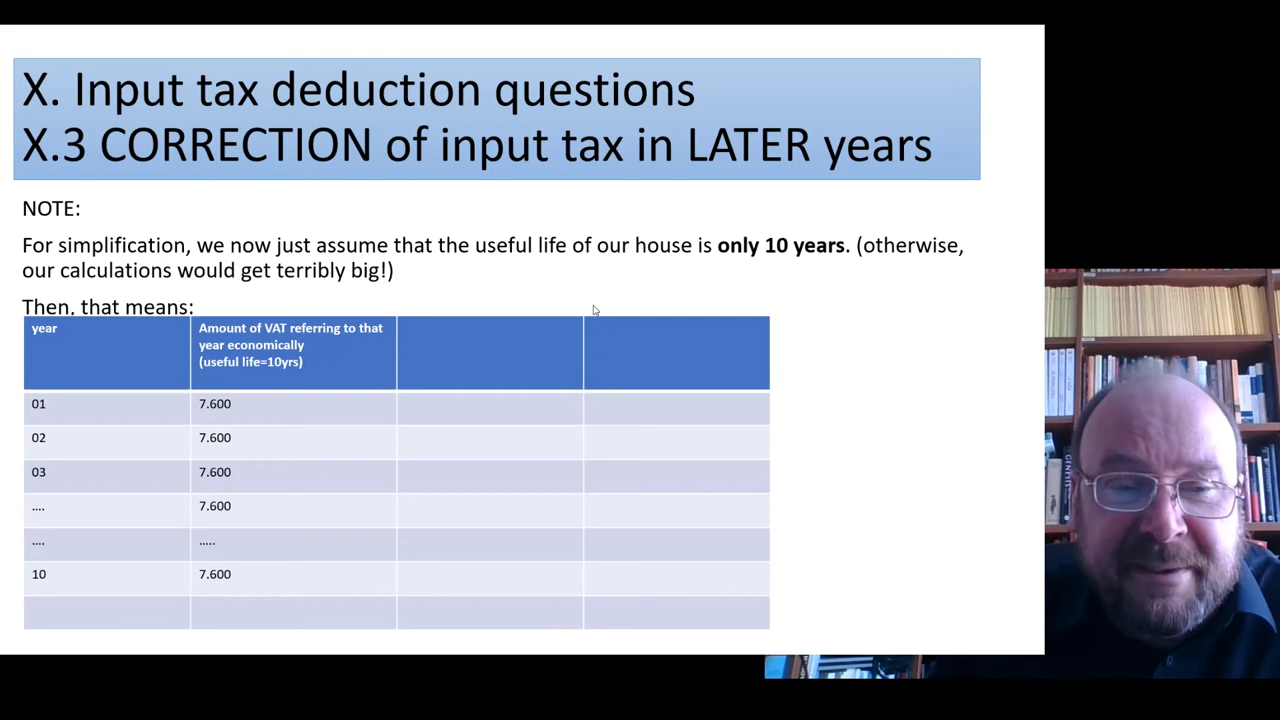 X. Input tax deduction questions
X.3 CORRECTION of input tax in LATER years
NOTE:
For simplification, we now just assume that the useful life of our house is only 10 years. (otherwise,
our calculations would get terribly big!)
Then, that means:
year
Amount of VAT referring to that
year economically
(useful life=10yrs)
01 7.600
02 7.600
03 7.600
.... 7.600
.... .....
10 7.600